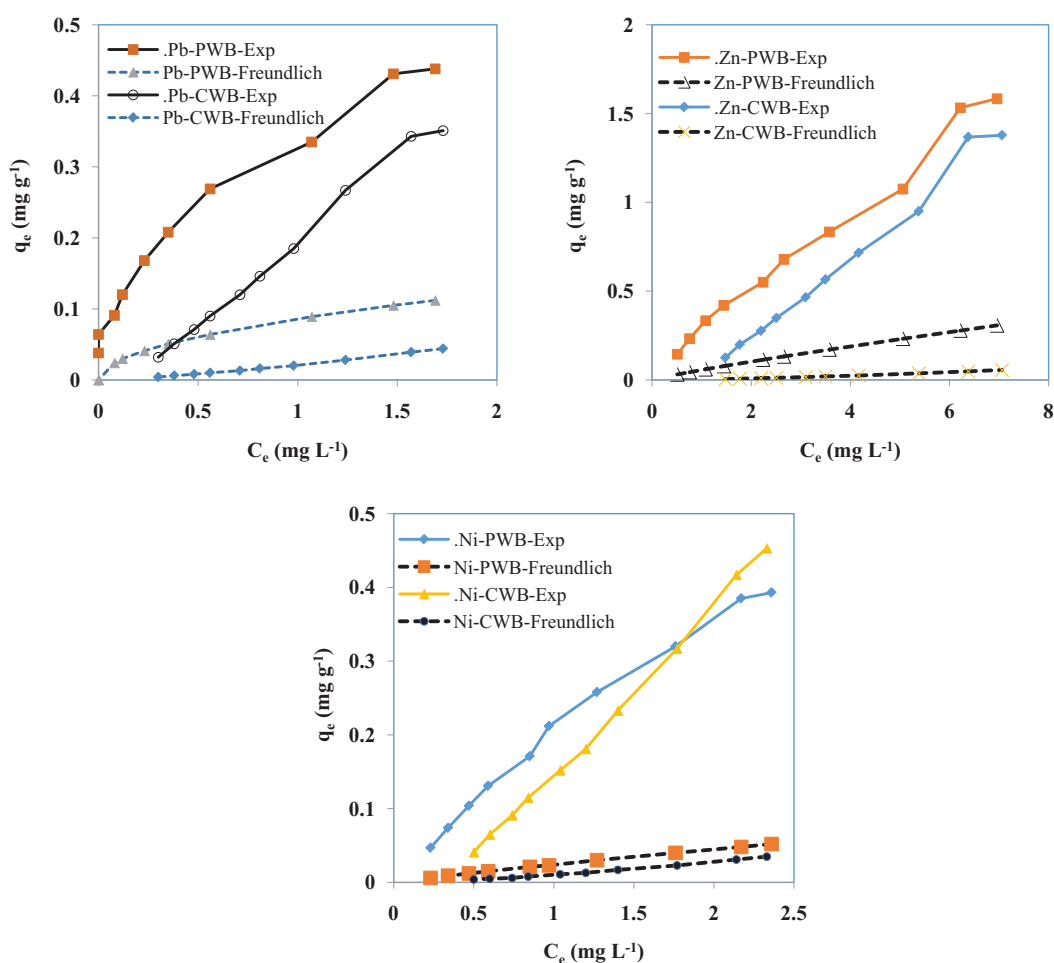 .Pb-PWB-Exp
Pb-PWB-Freundlich
.Pb-CWB-Exp
Pb-CWB-Freundlich
0.5
0.4
0.3
0.2
0.1
0
qₑ (mg g⁻¹)
0 0.5 1 1.5 2
Cₑ (mg L⁻¹)
.Zn-PWB-Exp
Zn-PWB-Freundlich
.Zn-CWB-Exp
Zn-CWB-Freundlich
2
1.5
1
0.5
0
qₑ (mg g⁻¹)
0 2 4 6 8
Cₑ (mg L⁻¹)
.Ni-PWB-Exp
Ni-PWB-Freundlich
.Ni-CWB-Exp
Ni-CWB-Freundlich
0.5
0.4
0.3
0.2
0.1
0
qₑ (mg g⁻¹)
0 0.5 1 1.5 2 2.5
Cₑ (mg L⁻¹)